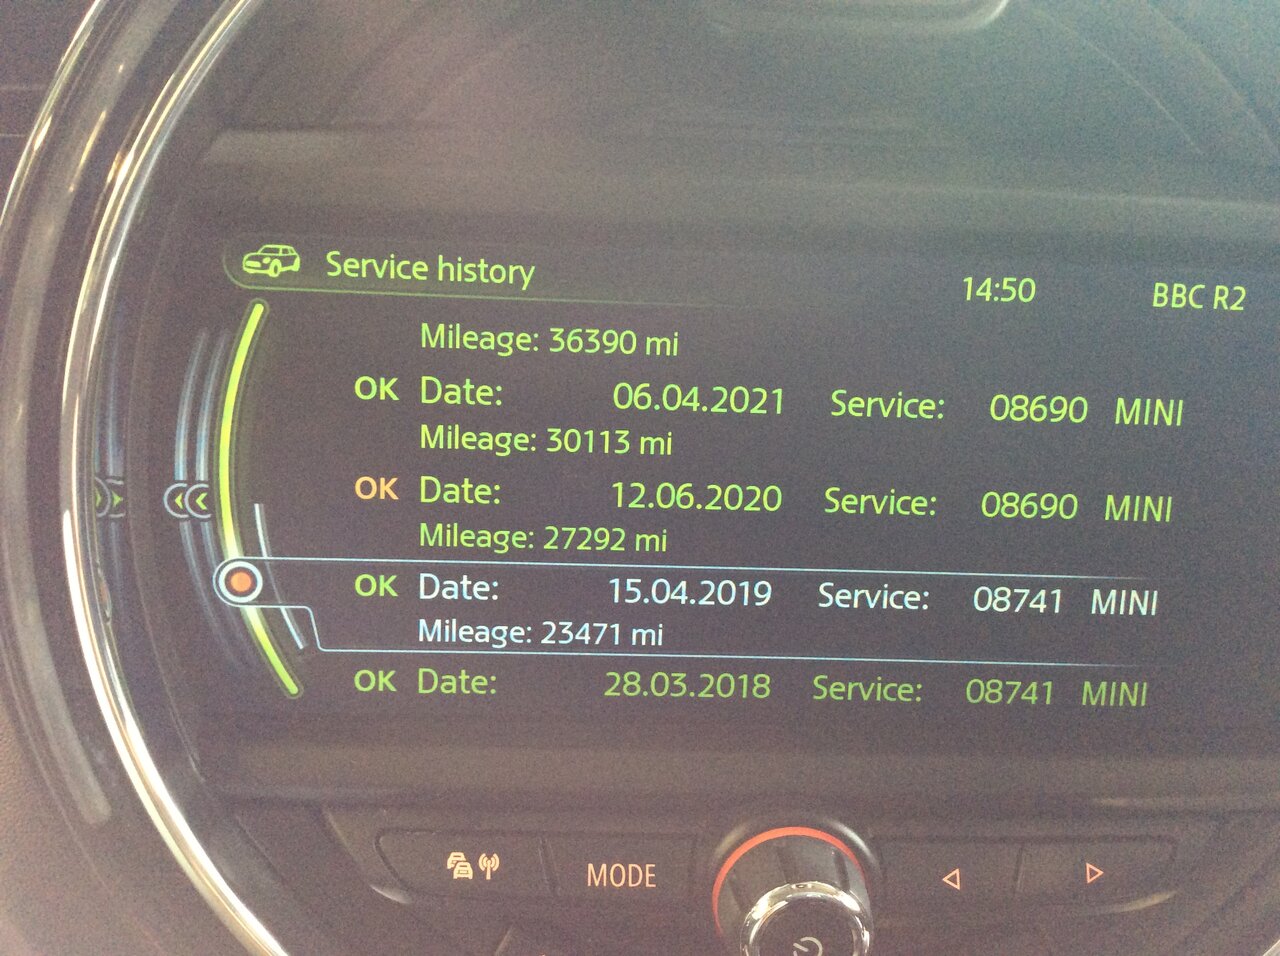 Service history 14:50 BBC R2
Mileage: 36390 mi
OK Date: 06.04.2021 Service: 08690 MINI
Mileage: 30113 mi
OK Date: 12.06.2020 Service: 08690 MINI
Mileage: 27292 mi
OK Date: 15.04.2019 Service: 08741 MINI
Mileage: 23471 mi
OK Date: 28.03.2018 Service: 08741 MINI
MODE